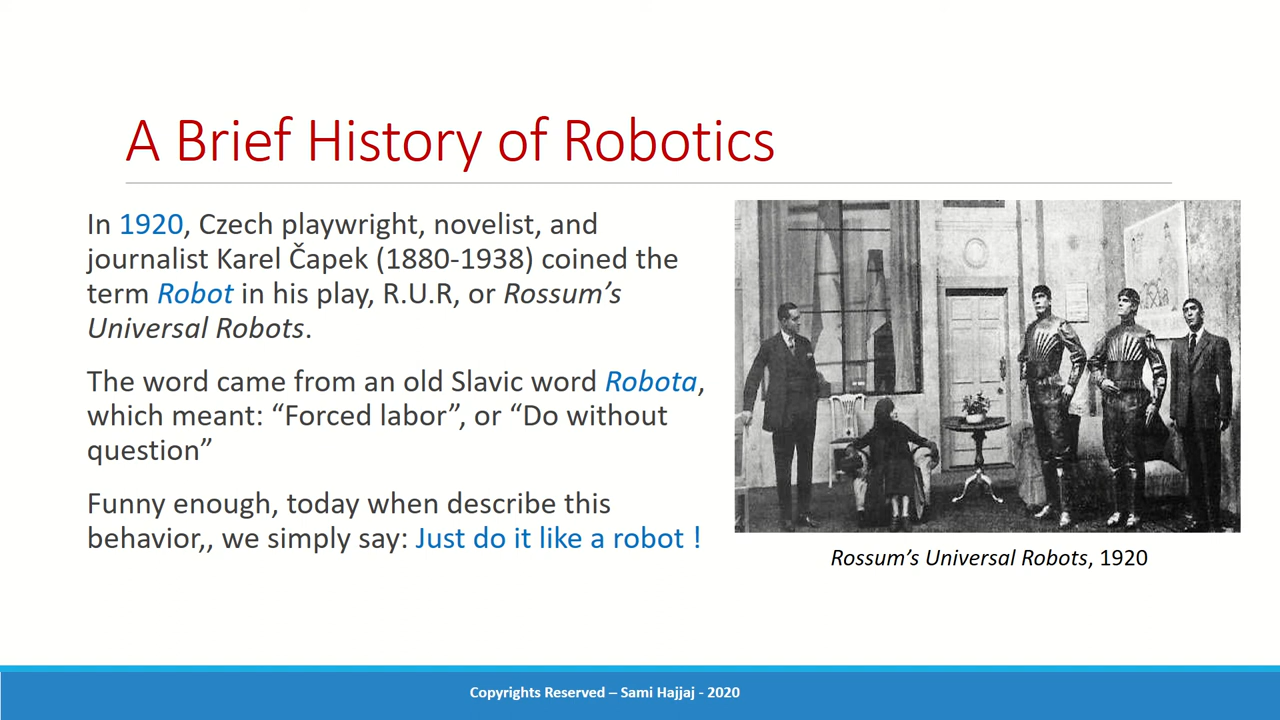 A Brief History of Robotics
In 1920, Czech playwright, novelist, and
journalist Karel Čapek (1880-1938) coined the
term Robot in his play, R.U.R, or Rossum’s
Universal Robots.
The word came from an old Slavic word Robota,
which meant: “Forced labor”, or “Do without
question”
Funny enough, today when describe this
behavior,, we simply say: Just do it like a robot !
Rossum’s Universal Robots, 1920
Copyrights Reserved – Sami Hajjaj - 2020